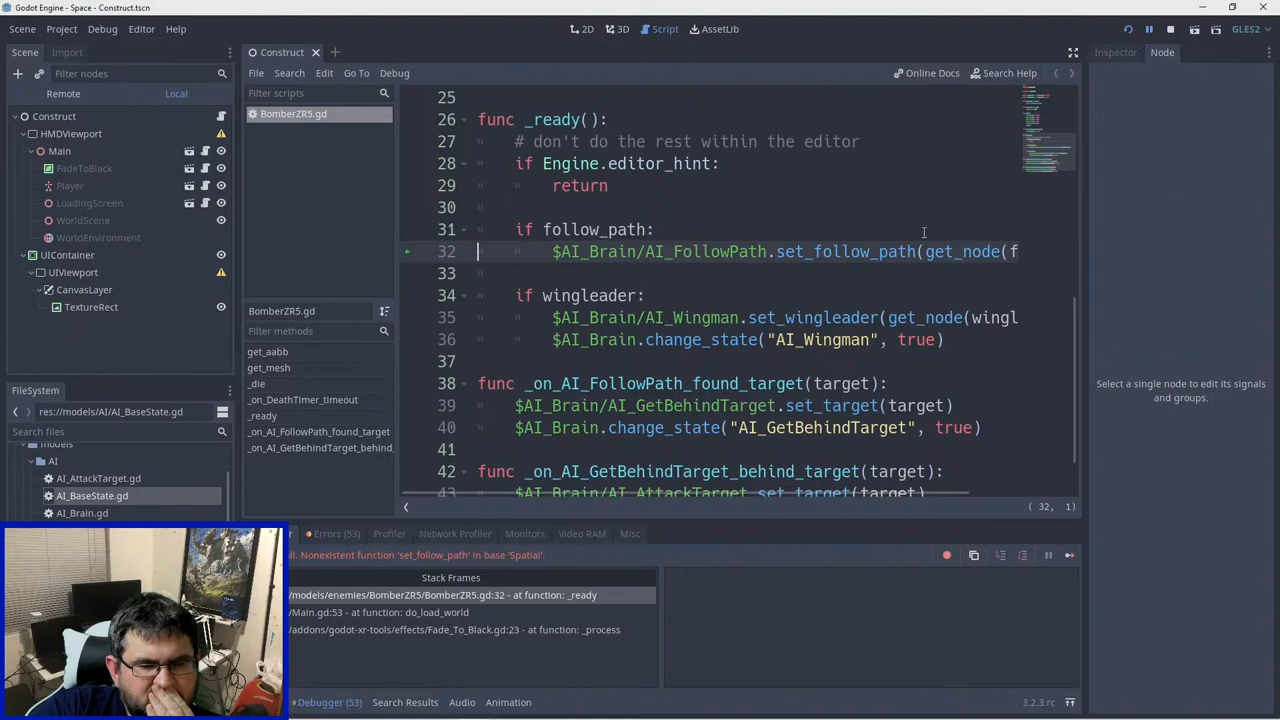 Godot Engine - Space - Construct.tscn
Scene Project Debug Editor Help
2D 3D Script AssetLib
GLES2
Scene Import
Filter nodes
Remote Local
Construct
HMDViewport
Main
FadeToBlack
Player
LoadingScreen
WorldScene
WorldEnvironment
UIContainer
UIViewport
CanvasLayer
TextureRect
FileSystem
res://models/AI/AI_BaseState.gd
Search files
models
AI
AI_AttackTarget.gd
AI_BaseState.gd
AI_Brain.gd
Construct
File Search Edit Go To Debug
Online Docs Search Help
Filter scripts
BomberZR5.gd
BomberZR5.gd
Filter methods
get_aabb
get_mesh
_die
_on_DeathTimer_timeout
_ready
_on_AI_FollowPath_found_target
_on_AI_GetBehindTarget_behind_
25
26 func _ready():
27 # don't do the rest within the editor
28 if Engine.editor_hint:
29 return
30
31 if follow_path:
32 $AI_Brain/AI_FollowPath.set_follow_path(get_node(f
33
34 if wingleader:
35 $AI_Brain/AI_Wingman.set_wingleader(get_node(wingl
36 $AI_Brain.change_state("AI_Wingman", true)
37
38 func _on_AI_FollowPath_found_target(target):
39 $AI_Brain/AI_GetBehindTarget.set_target(target)
40 $AI_Brain.change_state("AI_GetBehindTarget", true)
41
42 func _on_AI_GetBehindTarget_behind_target(target):
43 $AI_Brain/AI_AttackTarget.set_target(target)
( 32, 1)
Errors (53) Profiler Network Profiler Monitors Video RAM Misc
all. Nonexistent function 'set_follow_path' in base 'Spatial'.
Stack Frames
/models/enemies/BomberZR5/BomberZR5.gd:32 - at function: _ready
/Main.gd:53 - at function: do_load_world
/addons/godot-xr-tools/effects/Fade_To_Black.gd:23 - at function: _process
Debugger (53) Search Results Audio Animation
3.2.3.rc
Inspector Node
Select a single node to edit its signals
and groups.